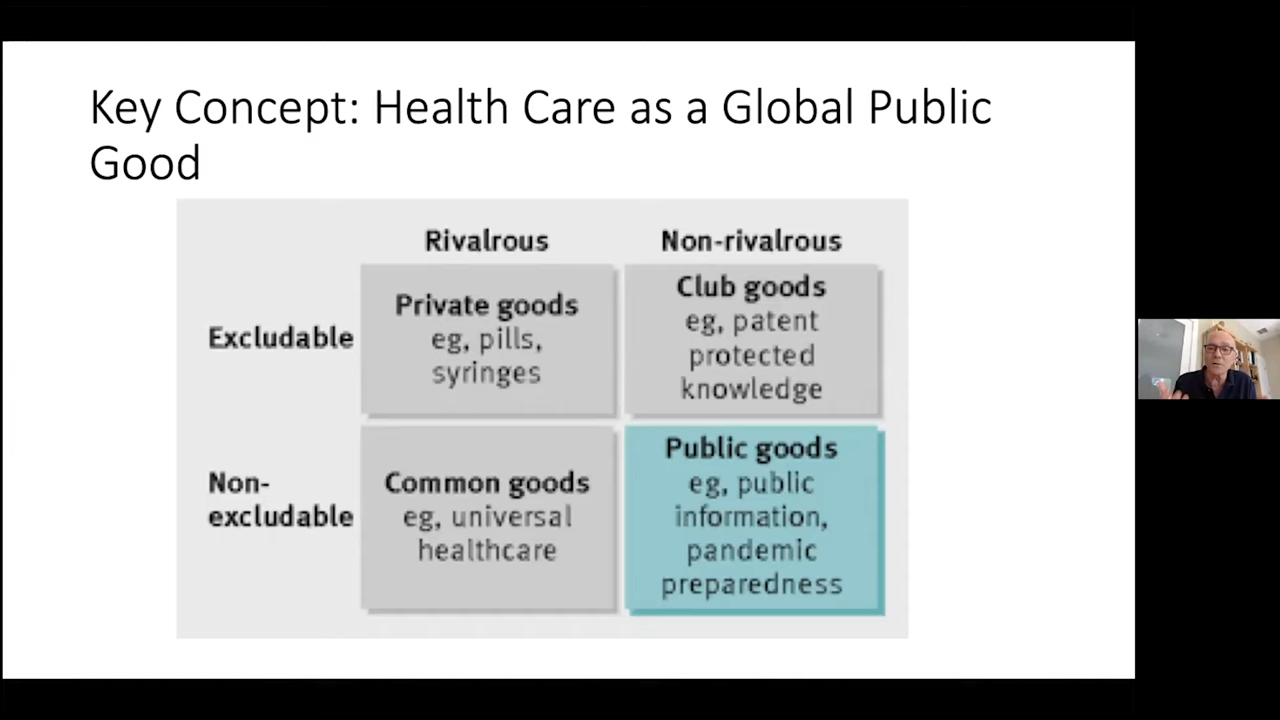 Key Concept: Health Care as a Global Public
Good
Rivalrous
Non-rivalrous
Excludable
Private goods
eg, pills,
syringes
Club goods
eg, patent
protected
knowledge
Non-
excludable
Common goods
eg, universal
healthcare
Public goods
eg, public
information,
pandemic
preparedness